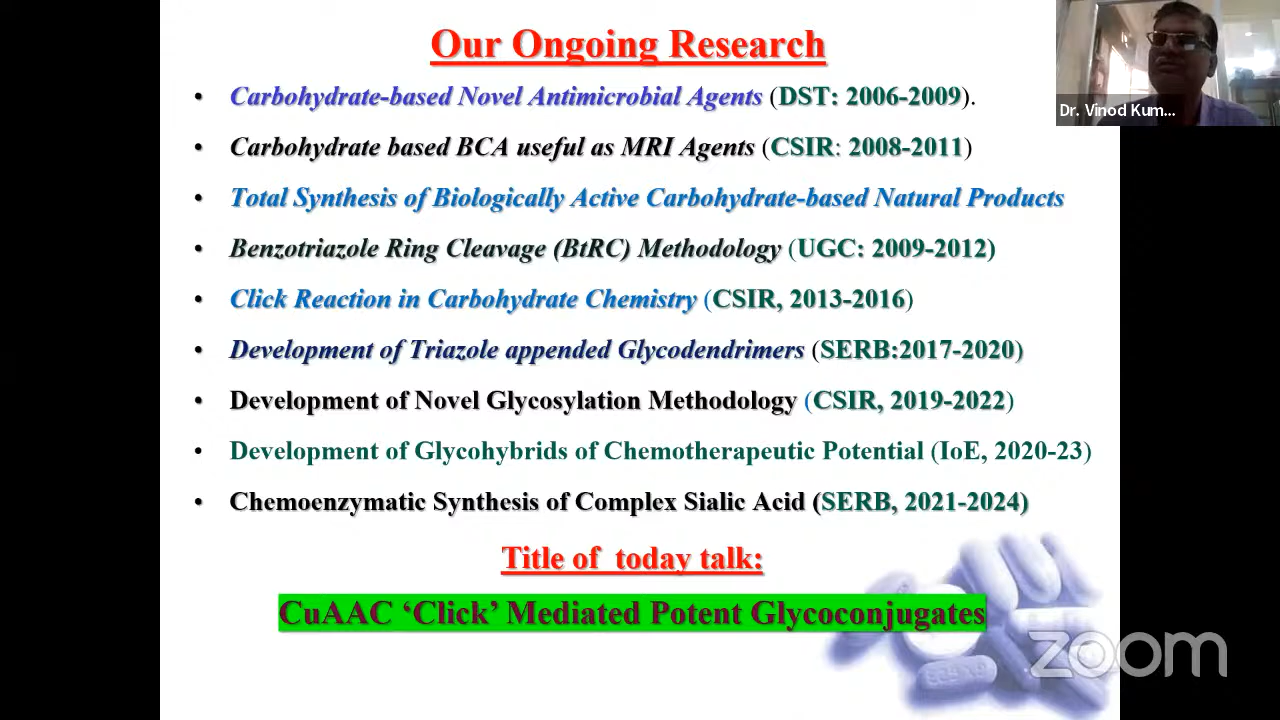 Our Ongoing Research
• Carbohydrate-based Novel Antimicrobial Agents (DST: 2006-2009).
• Carbohydrate based BCA useful as MRI Agents (CSIR: 2008-2011)
• Total Synthesis of Biologically Active Carbohydrate-based Natural Products
• Benzotriazole Ring Cleavage (BtRC) Methodology (UGC: 2009-2012)
• Click Reaction in Carbohydrate Chemistry (CSIR, 2013-2016)
• Development of Triazole appended Glycodendrimers (SERB:2017-2020)
• Development of Novel Glycosylation Methodology (CSIR, 2019-2022)
• Development of Glycohybrids of Chemotherapeutic Potential (IoE, 2020-23)
• Chemoenzymatic Synthesis of Complex Sialic Acid (SERB, 2021-2024)
Title of today talk:
CuAAC ‘Click’ Mediated Potent Glycoconjugates
Dr. Vinod Kum...
zoom